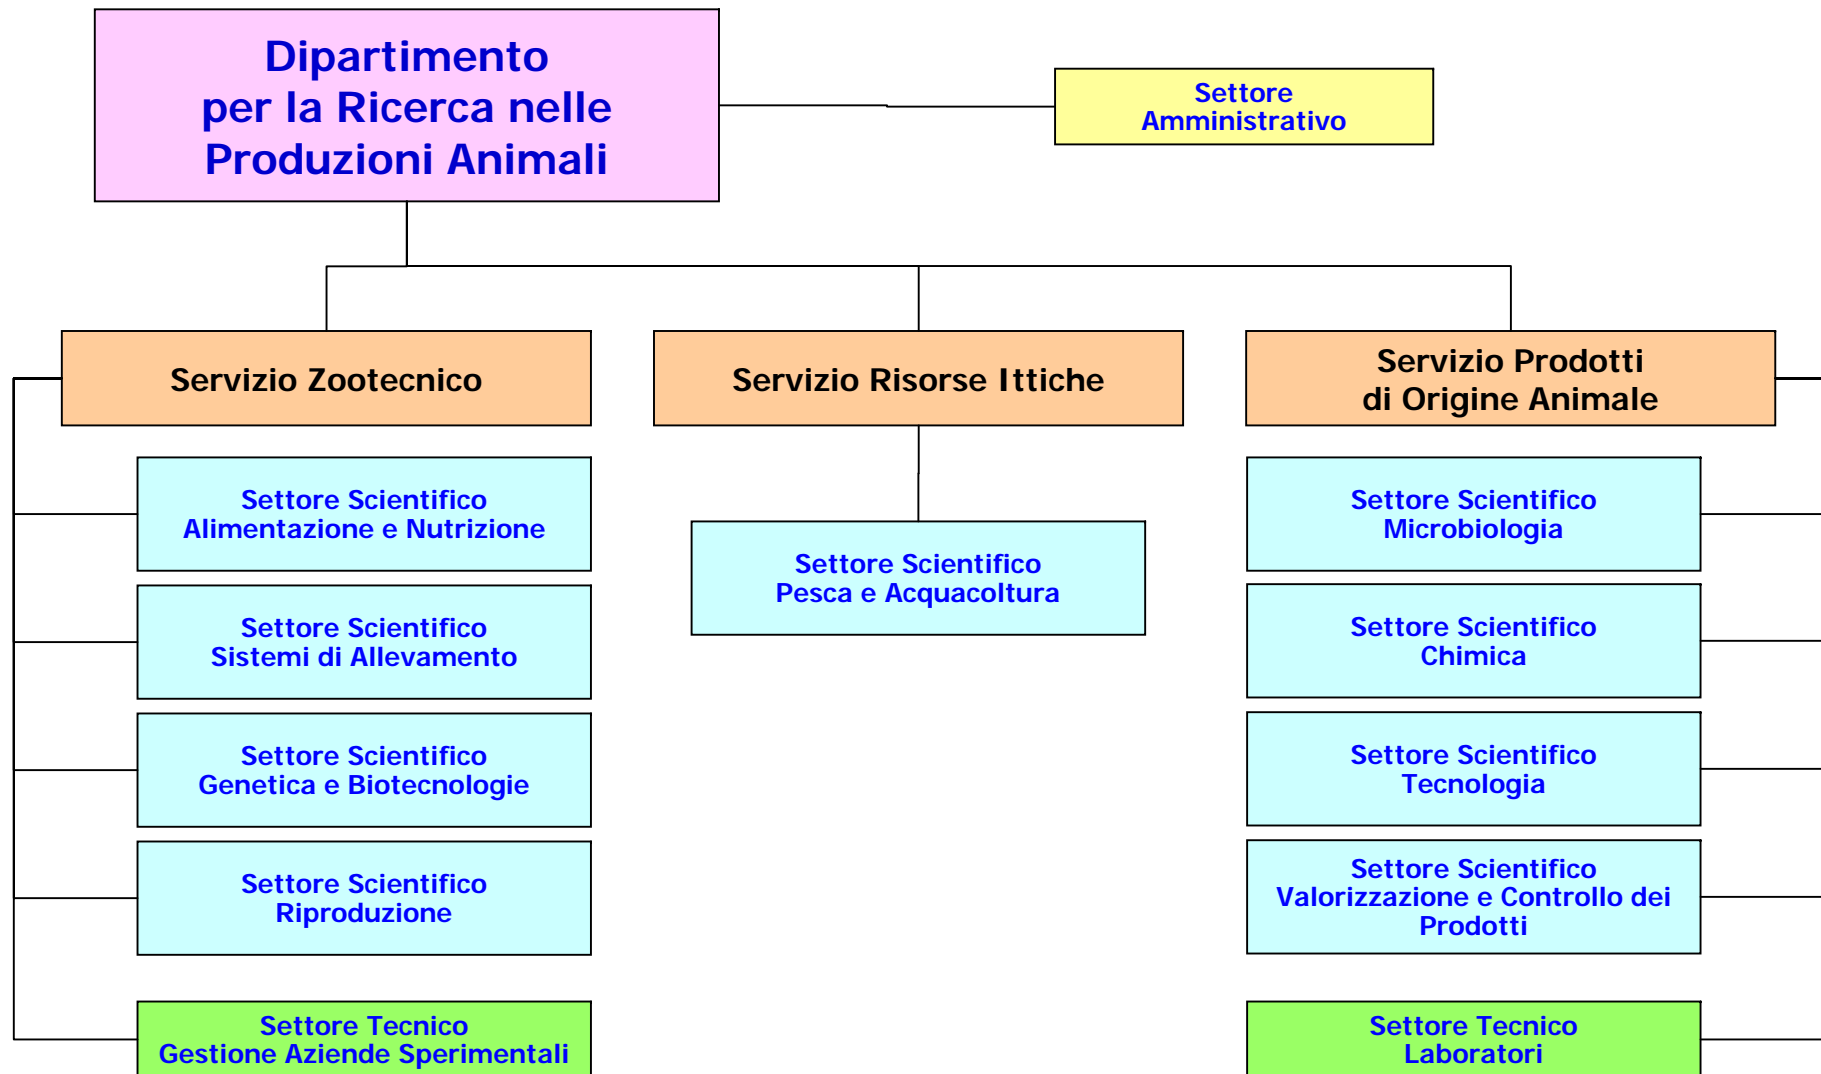 Dipartimento
per la Ricerca nelle
Produzioni Animali
Settore
Amministrativo
Servizio Zootecnico
Servizio Risorse Ittiche
Servizio Prodotti
di Origine Animale
Settore Scientifico
Alimentazione e Nutrizione
Settore Scientifico
Sistemi di Allevamento
Settore Scientifico
Genetica e Biotecnologie
Settore Scientifico
Riproduzione
Settore Tecnico
Gestione Aziende Sperimentali
Settore Scientifico
Pesca e Acquacoltura
Settore Scientifico
Microbiologia
Settore Scientifico
Chimica
Settore Scientifico
Tecnologia
Settore Scientifico
Valorizzazione e Controllo dei
Prodotti
Settore Tecnico
Laboratori